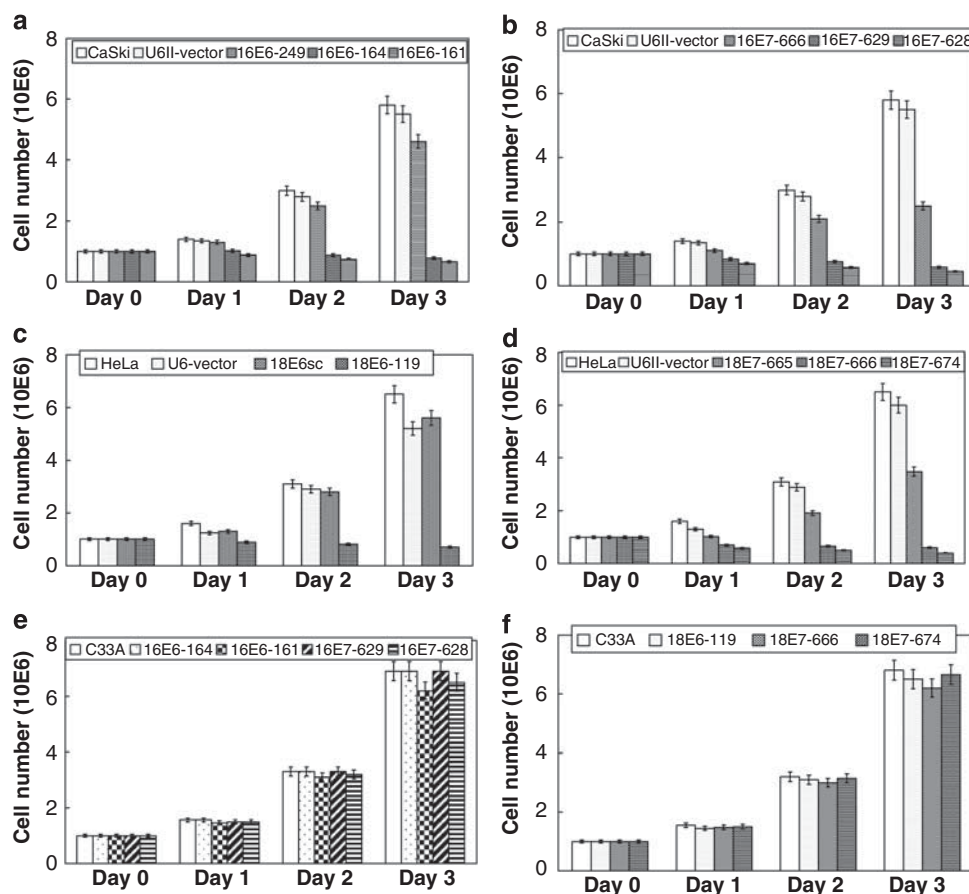 a
8
CaSki U6II-vector 16E6-249 16E6-164 16E6-161
6
4
2
0
Cell number (10E6)
Day 0 Day 1 Day 2 Day 3
b
8
CaSki U6II-vector 16E7-666 16E7-629 16E7-628
6
4
2
0
Cell number (10E6)
Day 0 Day 1 Day 2 Day 3
c
8
HeLa U6-vector 18E6sc 18E6-119
6
4
2
0
Cell number (10E6)
Day 0 Day 1 Day 2 Day 3
d
8
HeLa U6II-vector 18E7-665 18E7-666 18E7-674
6
4
2
0
Cell number (10E6)
Day 0 Day 1 Day 2 Day 3
e
8
C33A 16E6-164 16E6-161 16E7-629 16E7-628
6
4
2
0
Cell number (10E6)
Day 0 Day 1 Day 2 Day 3
f
8
C33A 18E6-119 18E7-666 18E7-674
6
4
2
0
Cell number (10E6)
Day 0 Day 1 Day 2 Day 3